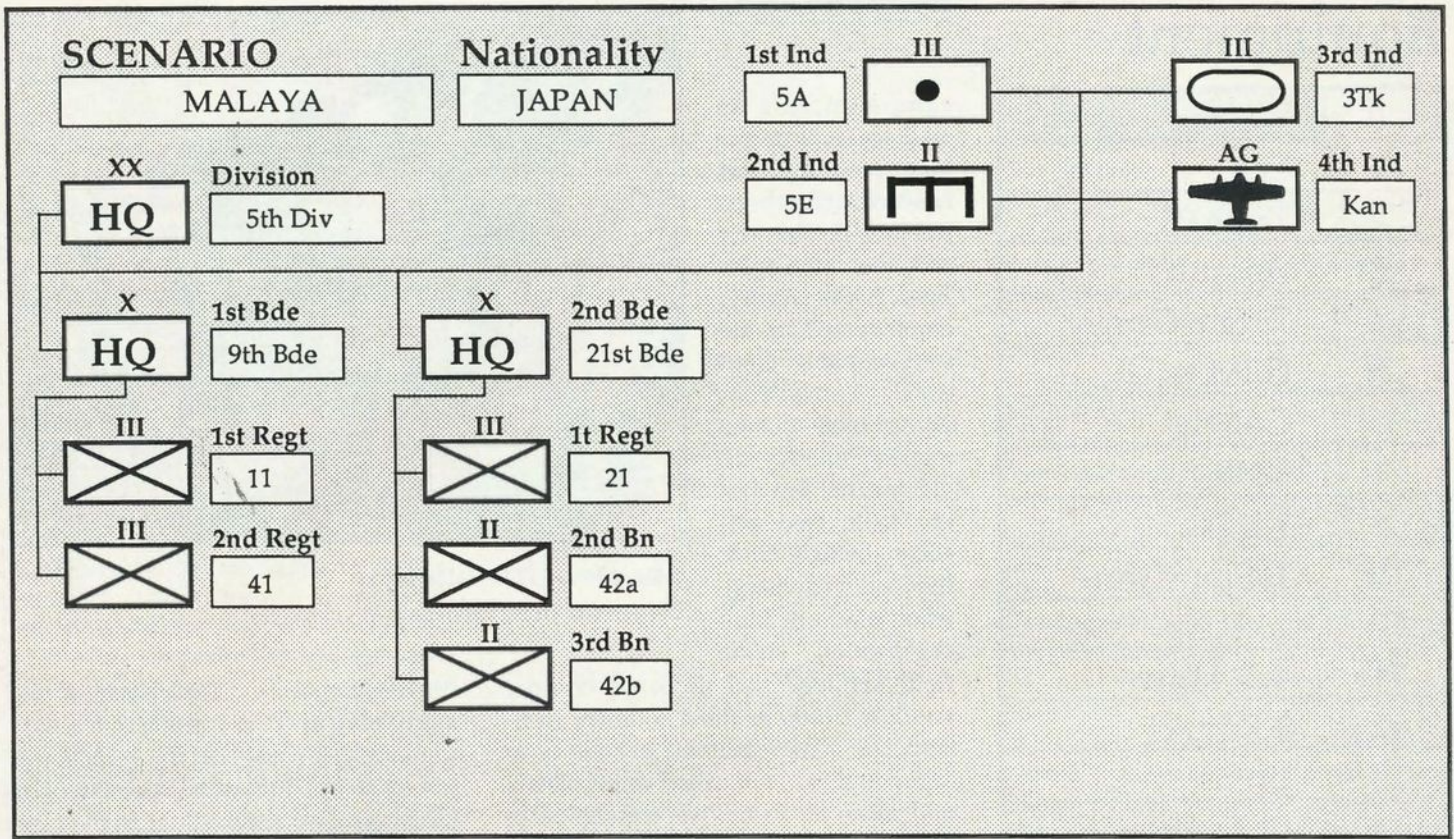 SCENARIO
MALAYA
Nationality
JAPAN
1st Ind
5A
III
III
3rd Ind
3Tk
2nd Ind
5E
II
AG
4th Ind
Kan
XX
HQ
Division
5th Div
X
HQ
1st Bde
9th Bde
X
HQ
2nd Bde
21st Bde
III
1st Regt
11
III
2nd Regt
41
III
1t Regt
21
II
2nd Bn
42a
II
3rd Bn
42b